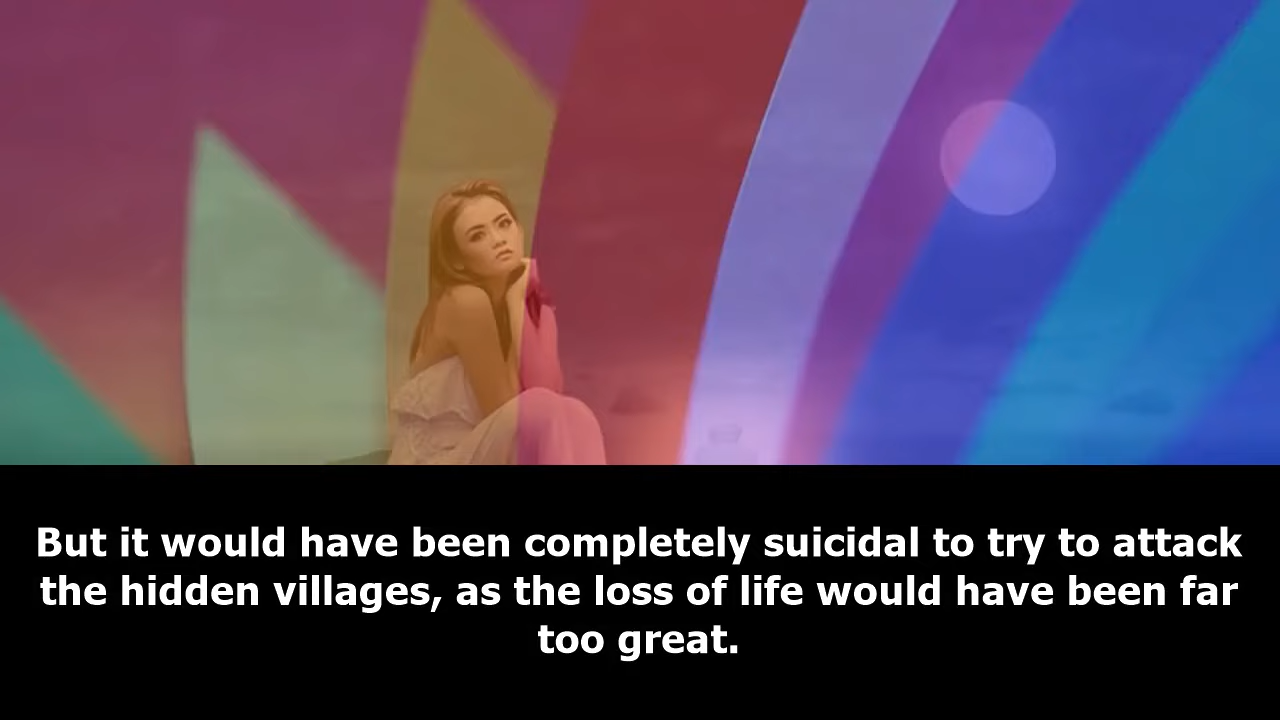 But it would have been completely suicidal to try to attack
the hidden villages, as the loss of life would have been far
too great.